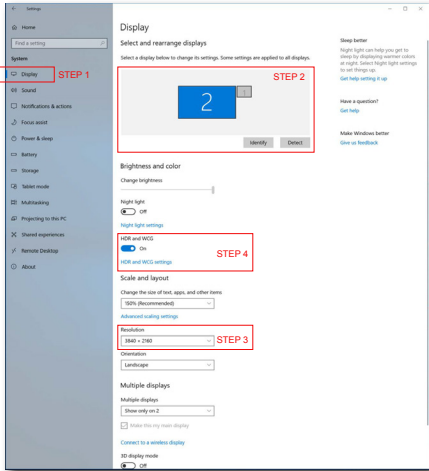 Settings
Home
Find a setting
System
Display
STEP 1
Sound
Notifications & actions
Focus assist
Power & sleep
Battery
Storage
Tablet mode
Multitasking
Projecting to this PC
Shared experiences
Remote Desktop
About
Display
Select and rearrange displays
Select a display below to change its settings. Some settings are applied to all displays.
STEP 2
2
1
Identify
Detect
Brightness and color
Change brightness
Night light
Off
Night light settings
HDR and WCG
On
STEP 4
HDR and WCG settings
Scale and layout
Change the size of text, apps, and other items
150% (Recommended)
Advanced scaling settings
Resolution
3840 × 2160
STEP 3
Orientation
Landscape
Multiple displays
Multiple displays
Show only on 2
Make this my main display
Connect to a wireless display
3D display mode
Off
Sleep better
Night light can help you get to
sleep by displaying warmer colors
at night. Select Night light settings
to set things up.
Get help setting it up
Have a question?
Get help
Make Windows better
Give us feedback